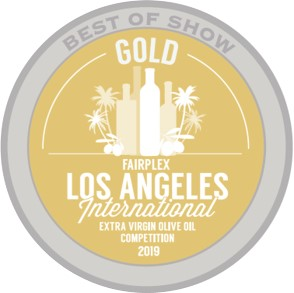 BEST OF SHOW
GOLD
FAIRPLEX
LOS ANGELES
International
EXTRA VIRGIN OLIVE OIL
COMPETITION
2019